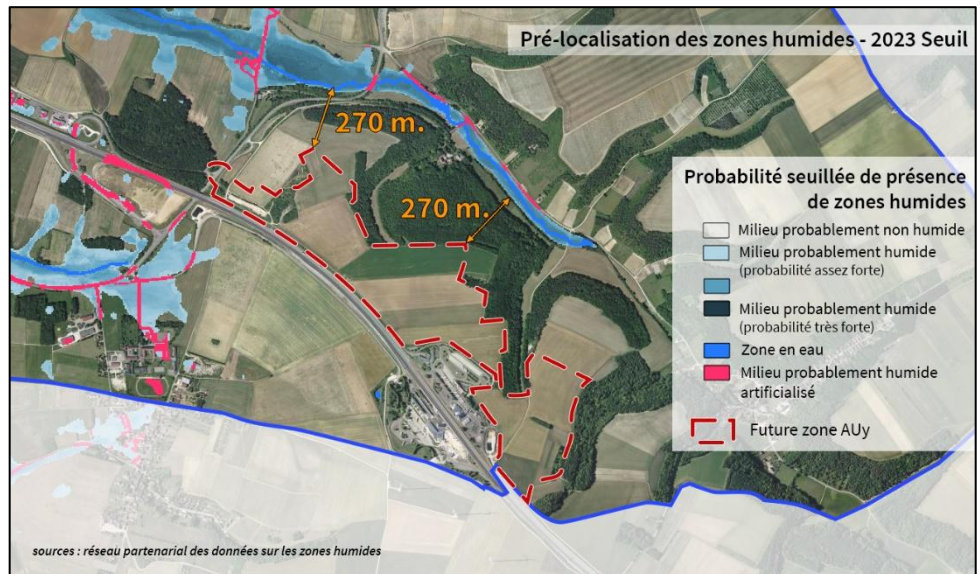 Pré-localisation des zones humides - 2023 Seuil
270 m.
270 m.
Probabilité seuillée de présence
de zones humides
Milieu probablement non humide
Milieu probablement humide
(probabilité assez forte)
Milieu probablement humide
(probabilité très forte)
Zone en eau
Milieu probablement humide
artificialisé
Future zone AUy
sources : réseau partenarial des données sur les zones humides